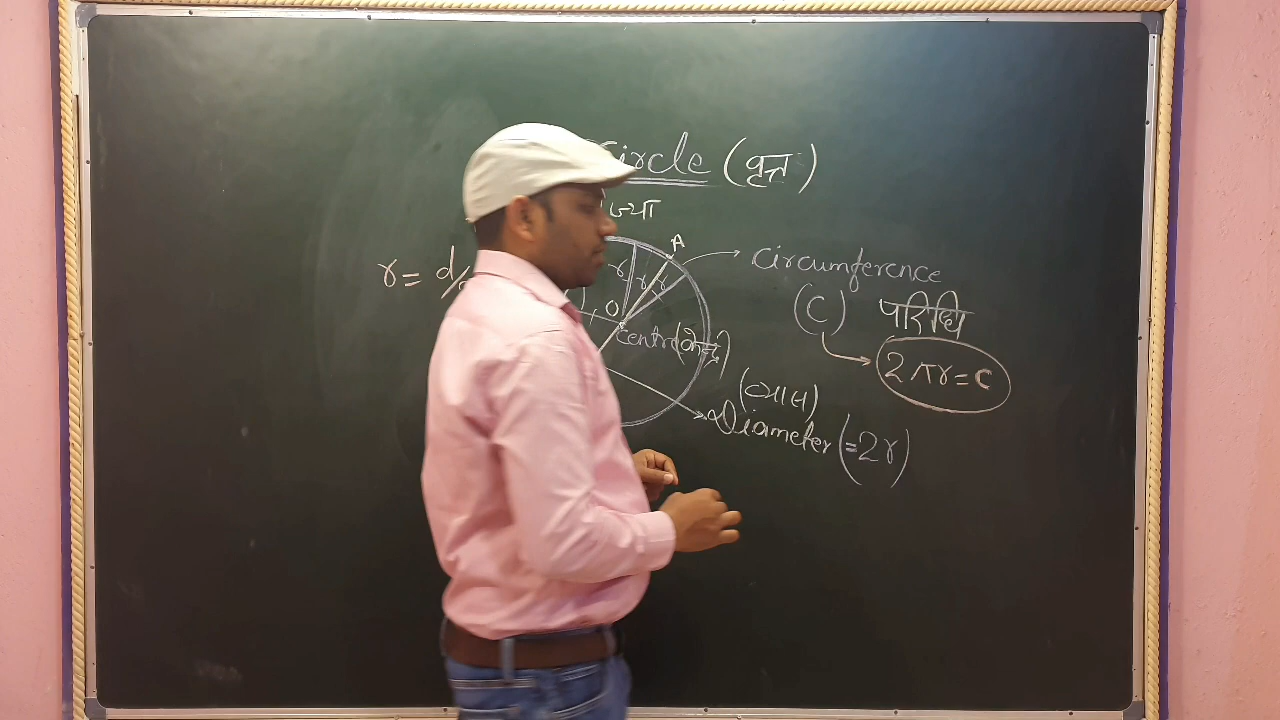 Circle (वृत्त)
ज्या
A
r = d/
r r r
O
Circumference
(C) परिधि
Centre (केन्द्र)
2πr = c
(व्यास)
Diameter (=2r)